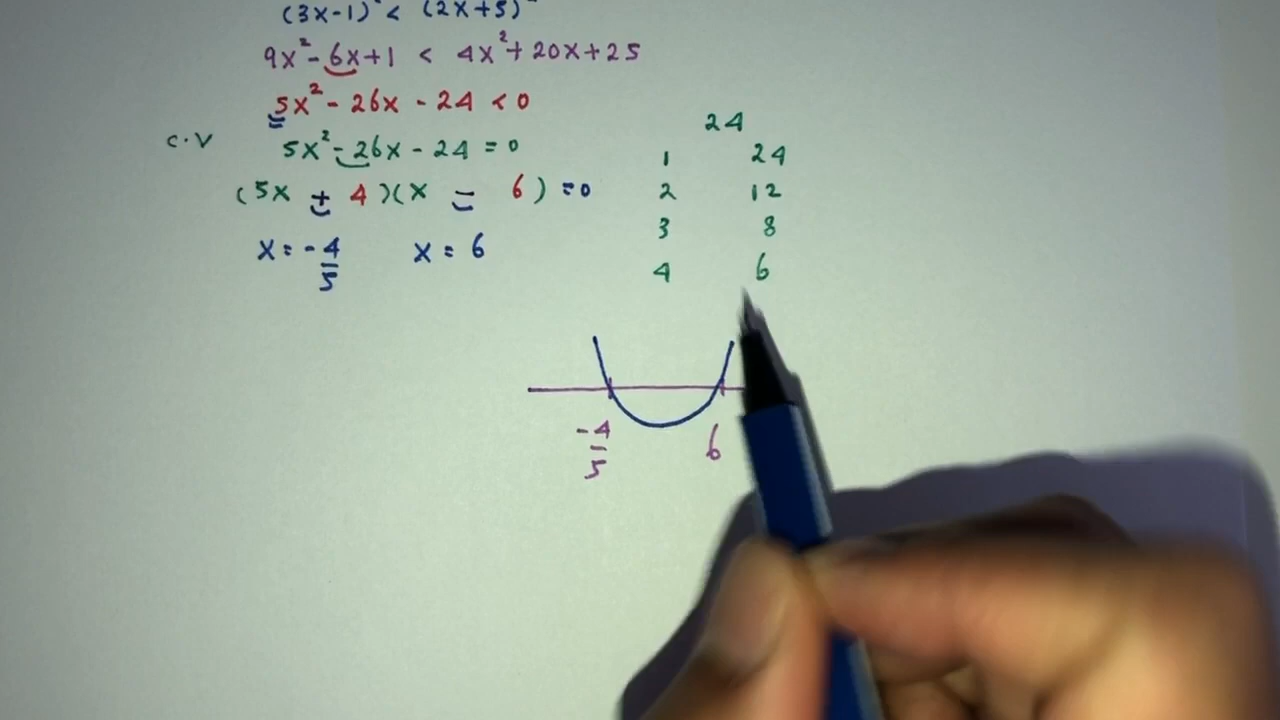 (3x-1)² < (2x+5)²
9x² - 6x + 1 < 4x² + 20x + 25
5x² - 26x - 24 < 0
C.V 5x² - 26x - 24 = 0
(5x + 4)(x - 6) = 0
x = -4/5 x = 6
24
1 24
2 12
3 8
4 6
-4/5 6